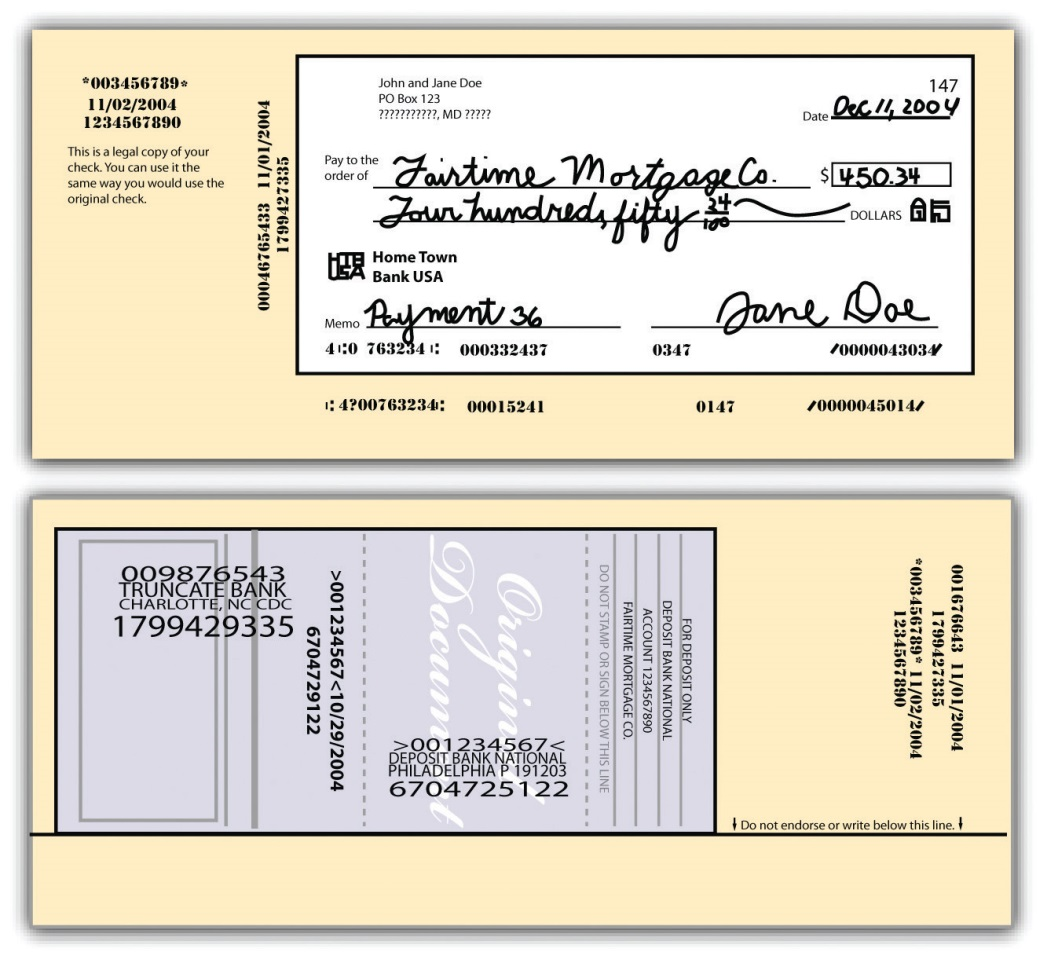 *003456789*
11/02/2004
1234567890
This is a legal copy of your
check. You can use it the
same way you would use the
original check.
00046765433 11/01/2004
1799427335
John and Jane Doe
PO Box 123
???????????, MD ?????
147
Date Dec 11, 2004
Pay to the
order of Fairtime Mortgage Co. $ 450.34
Four hundred, fifty 34/100 DOLLARS
Home Town
Bank USA
Memo Payment 36 Jane Doe
4⑆0 763234⑆ 000332437 0347 /0000043034/
⑆4?00763234⑆ 00015241 0147 /0000045014/
009876543
TRUNCATE BANK
CHARLOTTE, NC CDC
1799429335
>001234567<10/29/2004
6704729122
Original
Document
>001234567<
DEPOSIT BANK NATIONAL
PHILADELPHIA P 191203
6704725122
FOR DEPOSIT ONLY
DEPOSIT BANK NATIONAL
ACCOUNT 1234567890
FAIRTIME MORTGAGE CO.
DO NOT STAMP OR SIGN BELOW THIS LINE
001676643 11/01/2004
1799427335
*003456789* 11/02/2004
1234567890
Do not endorse or write below this line.